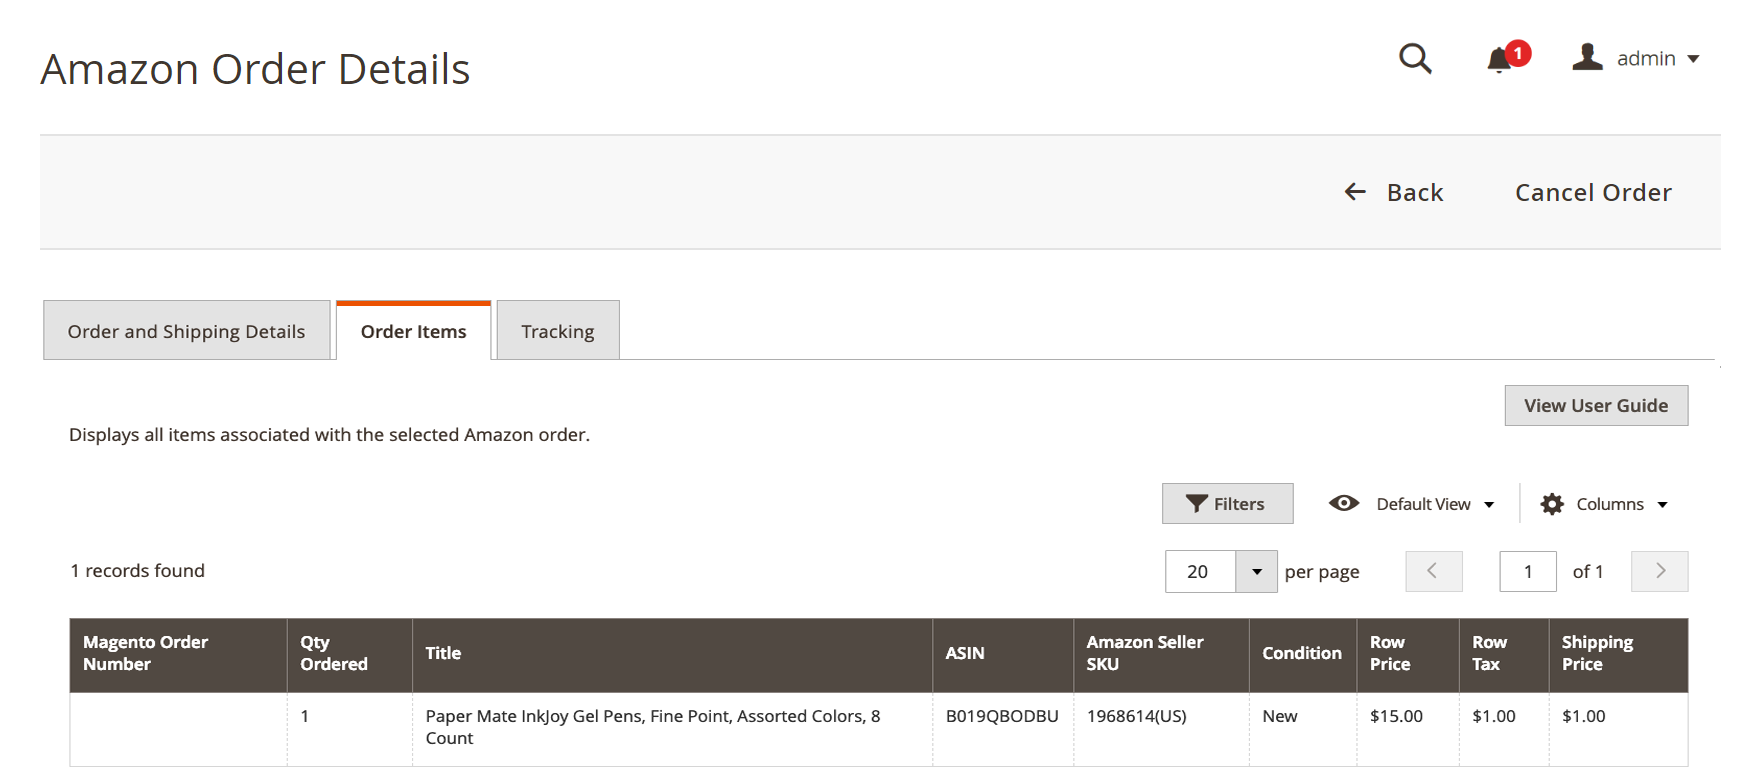 Amazon Order Details
1
admin
Back
Cancel Order
Order and Shipping Details
Order Items
Tracking
View User Guide
Displays all items associated with the selected Amazon order.
Filters
Default View
Columns
1 records found
20
per page
1
of 1
Magento Order
Number
Qty
Ordered
Title
ASIN
Amazon Seller
SKU
Condition
Row
Price
Row
Tax
Shipping
Price
1
Paper Mate InkJoy Gel Pens, Fine Point, Assorted Colors, 8
Count
B019QBODBU
1968614(US)
New
$15.00
$1.00
$1.00